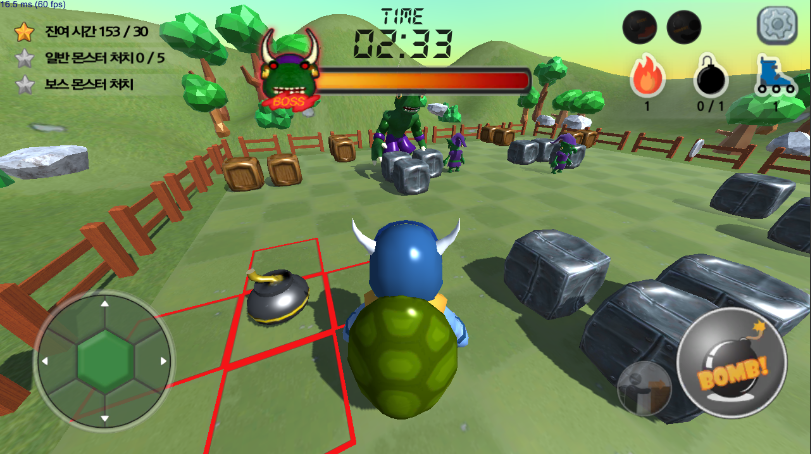 16.5 ms (60 fps)
잔여 시간 153 / 30
일반 몬스터 처치 0 / 5
보스 몬스터 처치
BOSS
TIME
02:33
1
0 / 1
1
BOMB!